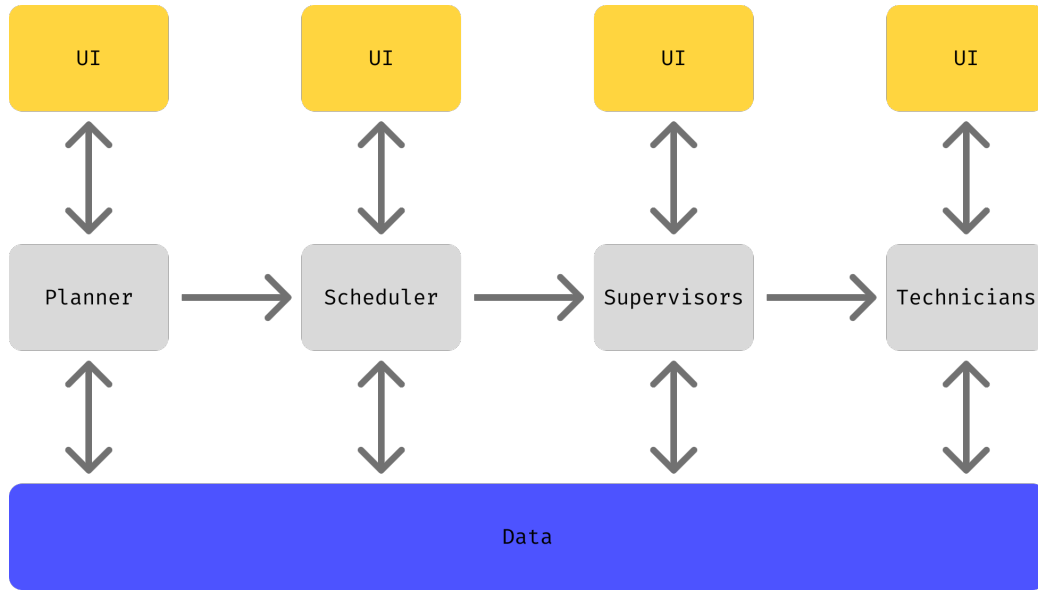 UI
UI
UI
UI
Planner
Scheduler
Supervisors
Technicians
Data